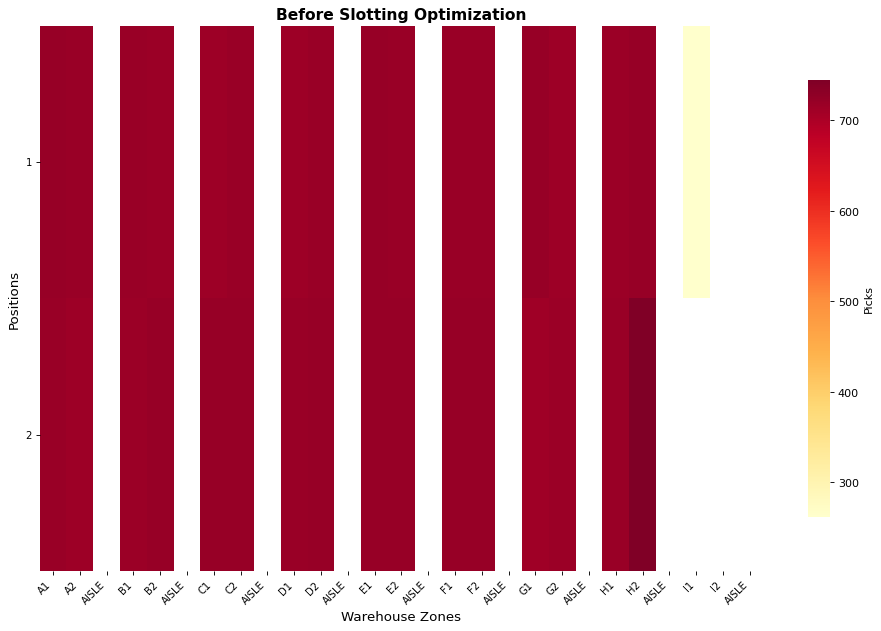 Before Slotting Optimization
1
2
Positions
A1 A2 AISLE B1 B2 AISLE C1 C2 AISLE D1 D2 AISLE E1 E2 AISLE F1 F2 AISLE G1 G2 AISLE H1 H2 AISLE I1 I2 AISLE
Warehouse Zones
700
600
500
400
300
Picks